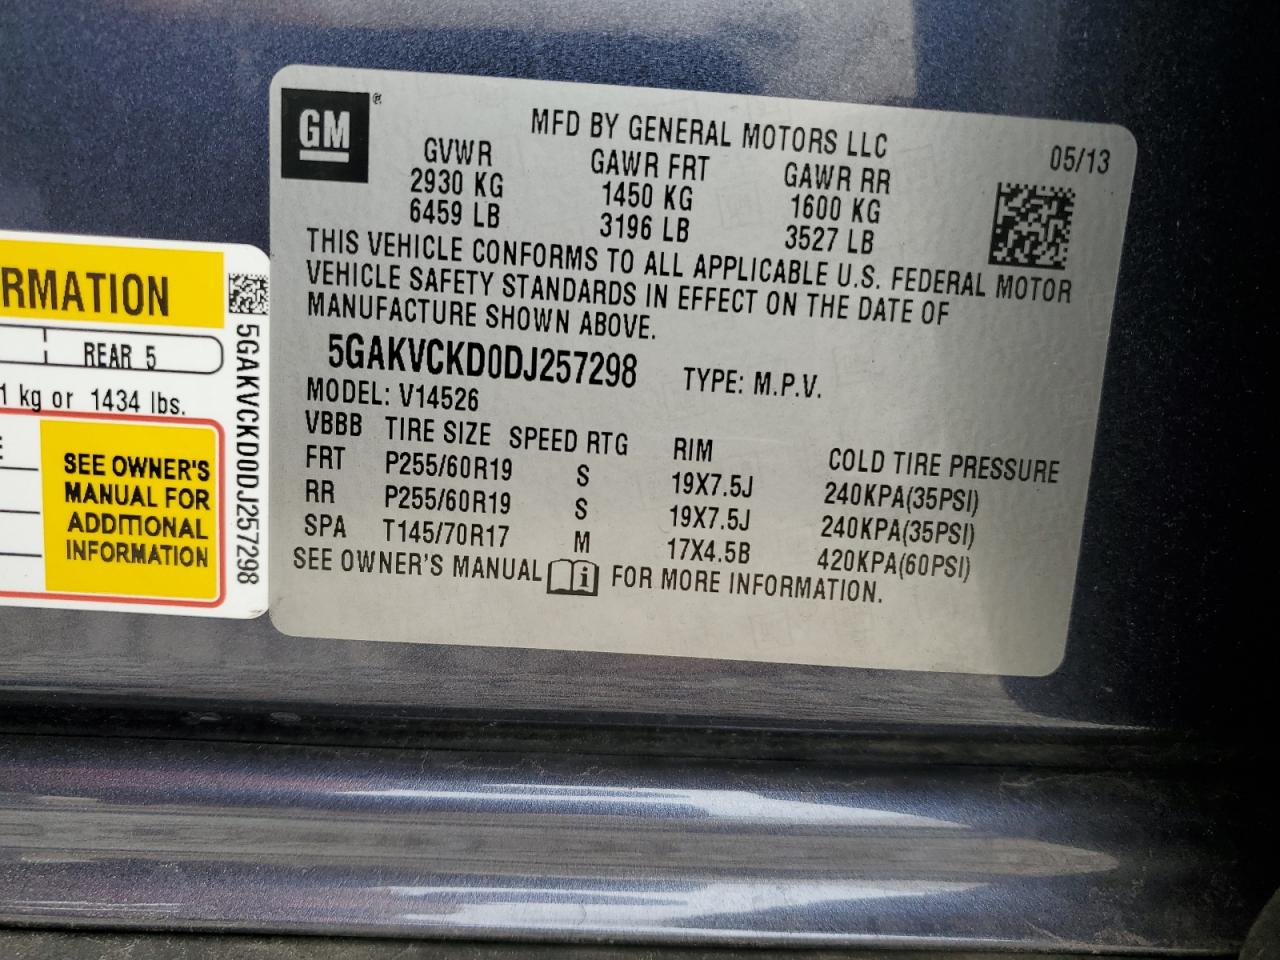 GM®
MFD BY GENERAL MOTORS LLC
05/13
GVWR GAWR FRT GAWR RR
2930 KG 1450 KG 1600 KG
6459 LB 3196 LB 3527 LB
THIS VEHICLE CONFORMS TO ALL APPLICABLE U.S. FEDERAL MOTOR
VEHICLE SAFETY STANDARDS IN EFFECT ON THE DATE OF
MANUFACTURE SHOWN ABOVE.
5GAKVCKD0DJ257298 TYPE: M.P.V.
MODEL: V14526
VBBB TIRE SIZE SPEED RTG RIM COLD TIRE PRESSURE
FRT P255/60R19 S 19X7.5J 240KPA(35PSI)
RR P255/60R19 S 19X7.5J 240KPA(35PSI)
SPA T145/70R17 M 17X4.5B 420KPA(60PSI)
SEE OWNER'S MANUAL FOR MORE INFORMATION.
RMATION
REAR 5
1 kg or 1434 lbs.
SEE OWNER'S
MANUAL FOR
ADDITIONAL
INFORMATION
5GAKVCKD0DJ257298